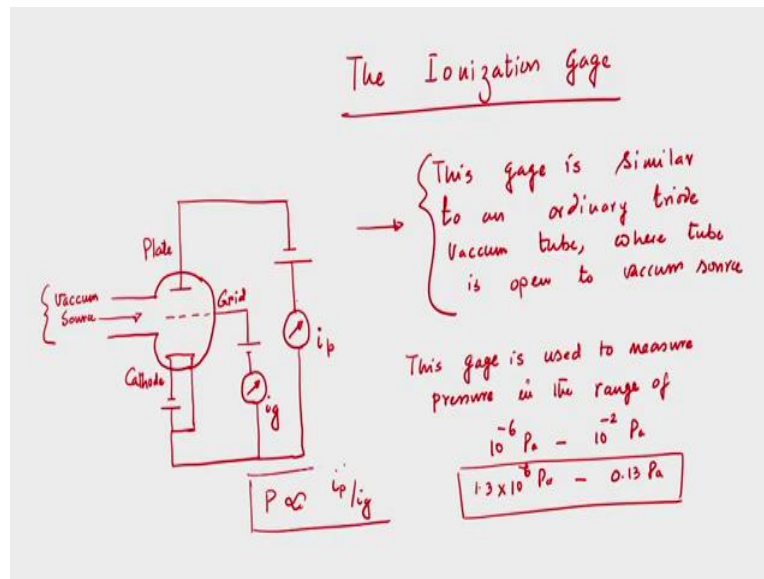 The Ionization Gage
This gage is similar
to an ordinary triode
Vaccum tube, where tube
is open to vaccum source
Plate
Vaccum
Source
Grid
Cathode
ip
ig
P ∝ ip/ig
This gage is used to measure
pressure in the range of
10⁻⁶ Pa – 10⁻² Pa
1.3 x 10⁻⁶ Pa – 0.13 Pa